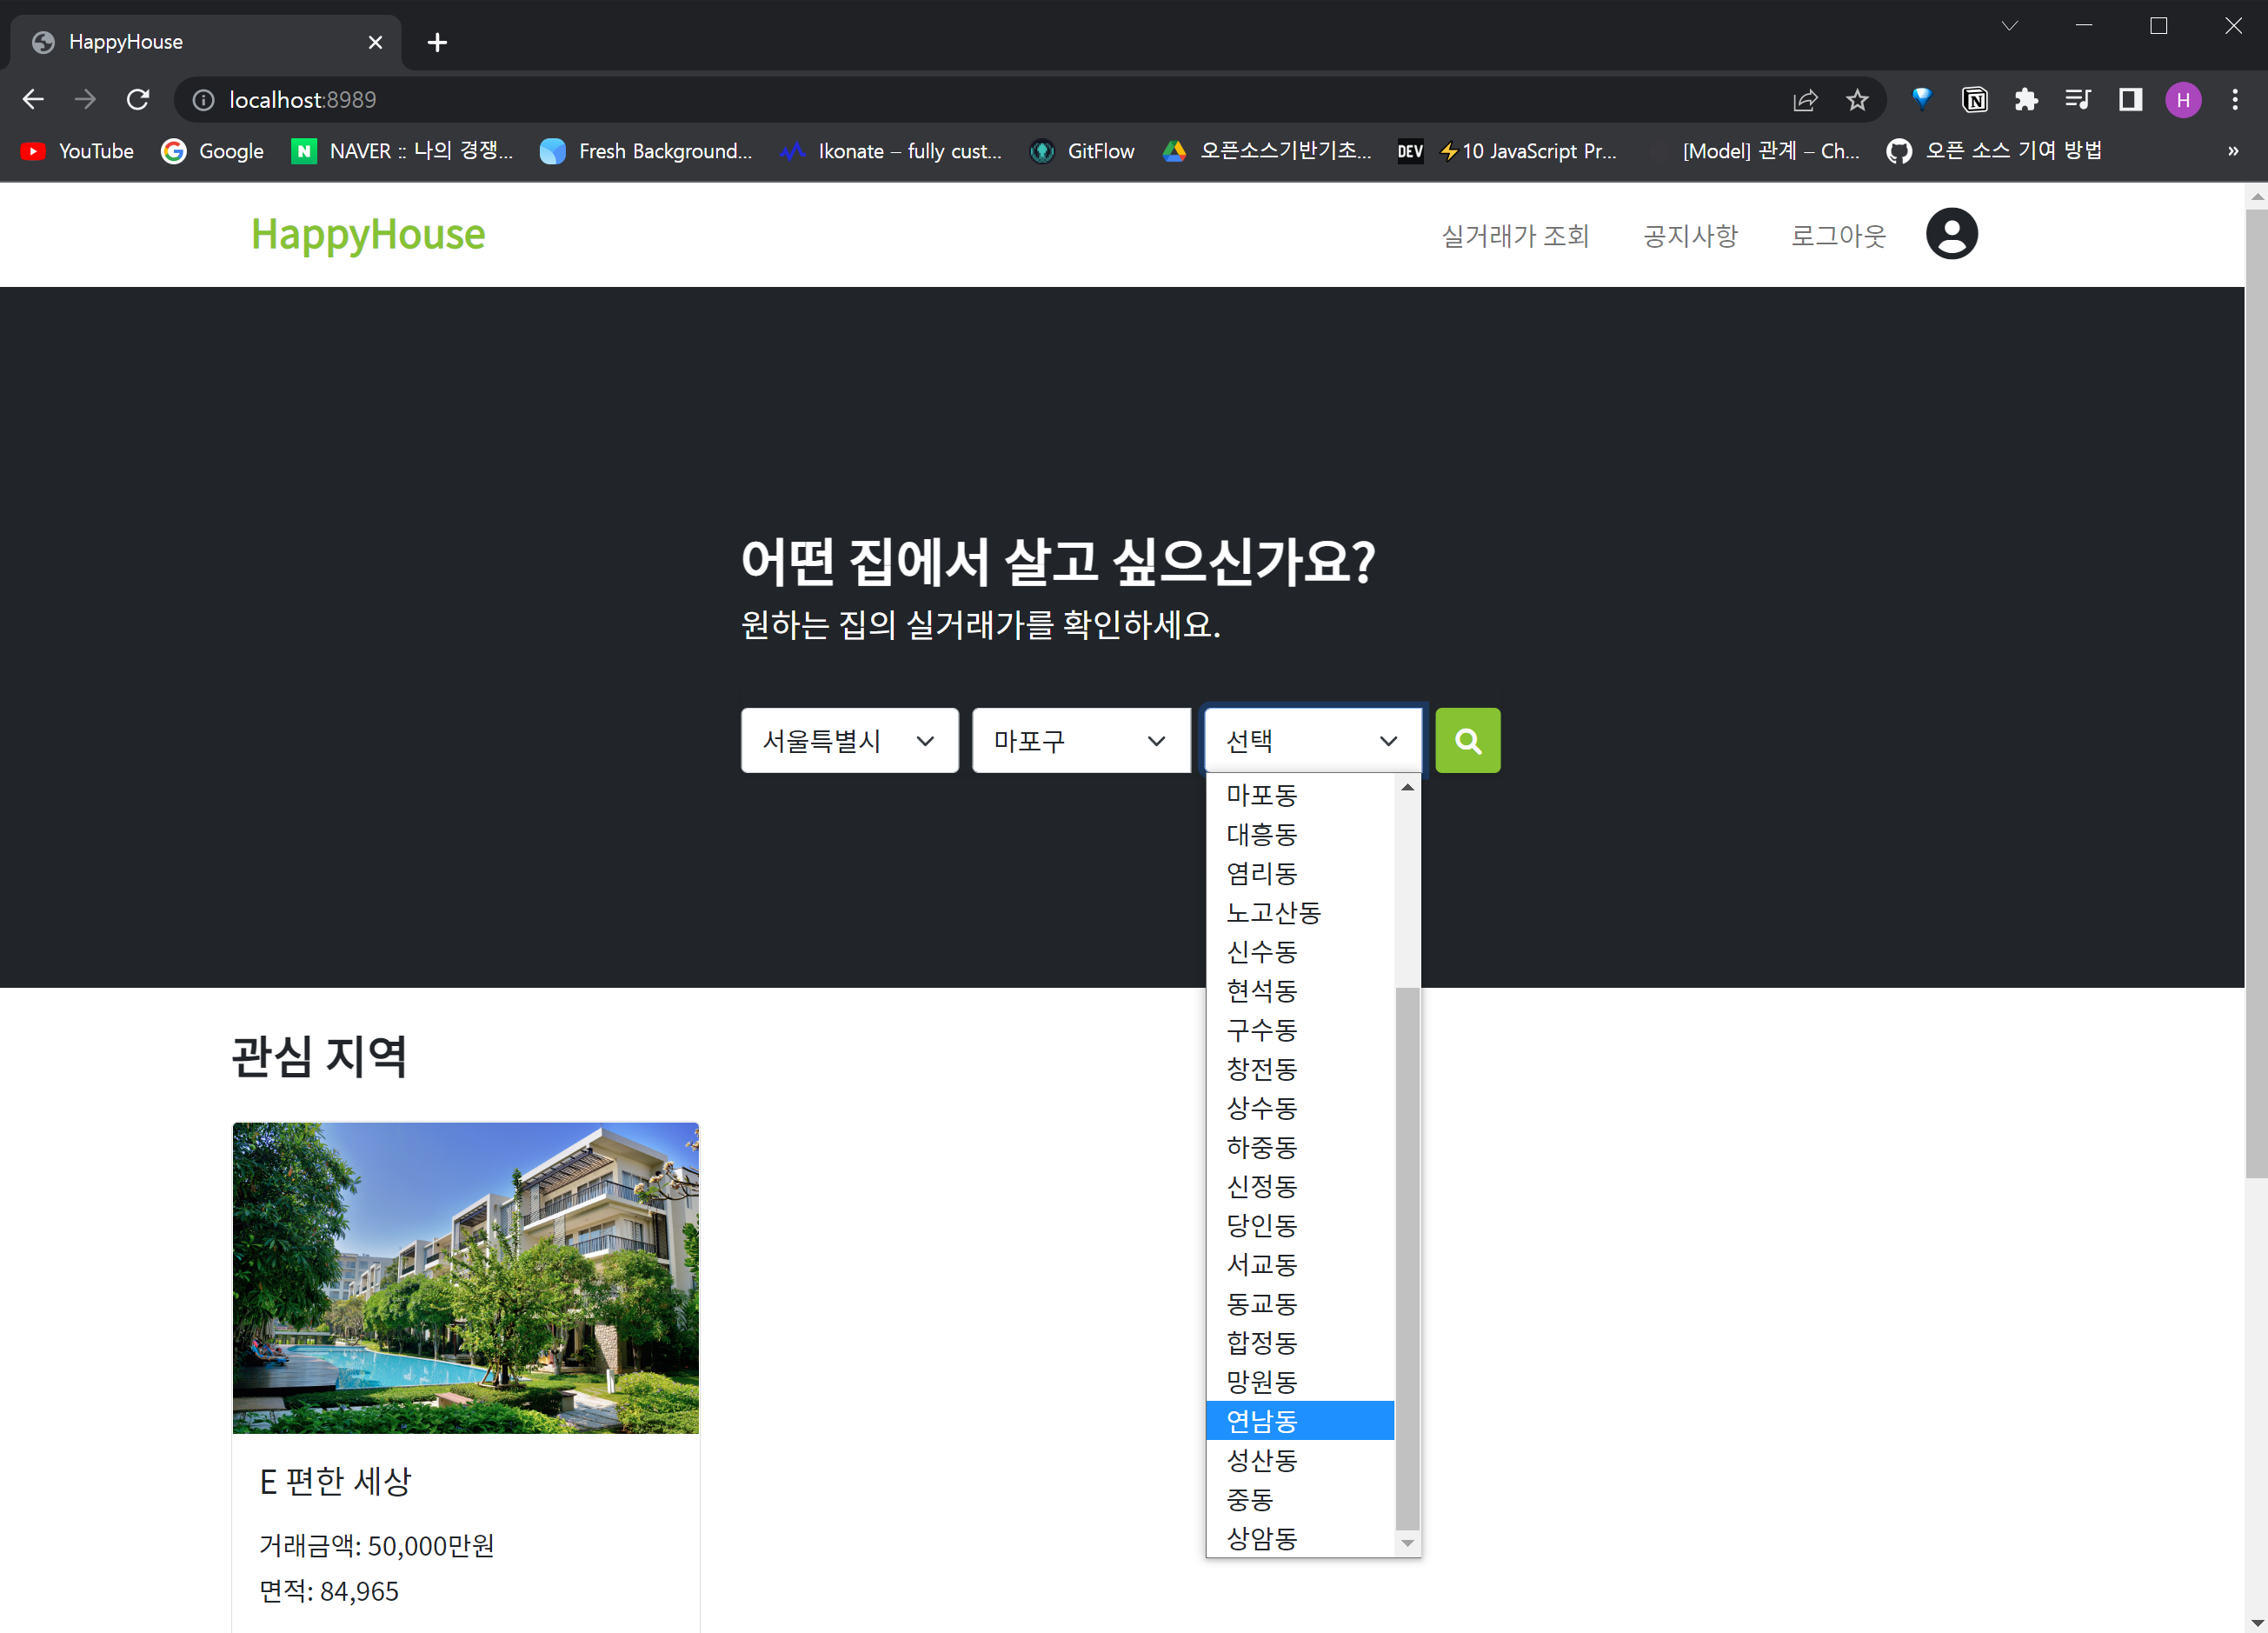 HappyHouse
localhost:8989
YouTube
Google
NAVER :: 나의 경쟁...
Fresh Background...
Ikonate – fully cust...
GitFlow
오픈소스기반기초...
DEV
⚡10 JavaScript Pr...
[Model] 관계 – Ch...
오픈 소스 기여 방법
»
H
HappyHouse
실거래가 조회
공지사항
로그아웃
어떤 집에서 살고 싶으신가요?
원하는 집의 실거래가를 확인하세요.
서울특별시
마포구
선택
마포동
대흥동
염리동
노고산동
신수동
현석동
구수동
창전동
상수동
하중동
신정동
당인동
서교동
동교동
합정동
망원동
연남동
성산동
중동
상암동
관심 지역
E 편한 세상
거래금액: 50,000만원
면적: 84,965